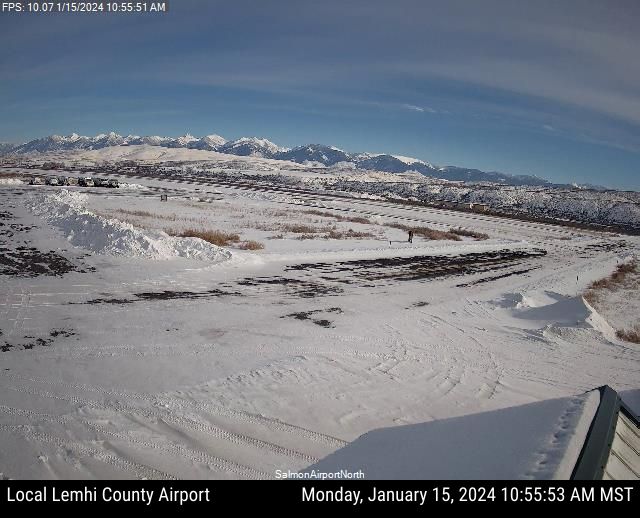 FPS: 10.07 1/15/2024 10:55:51 AM
SalmonAirportNorth
Local Lemhi County Airport Monday, January 15, 2024 10:55:53 AM MST